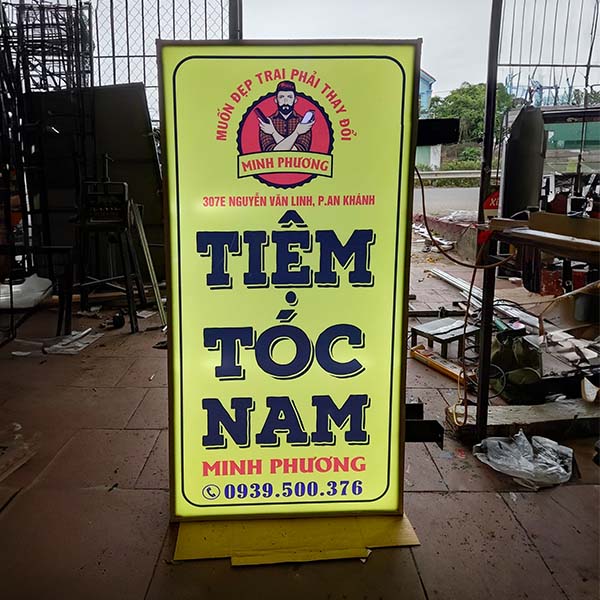 MUỐN ĐẸP TRAI PHẢI THAY ĐỔI
MINH PHƯƠNG
307E NGUYỄN VĂN LINH, P.AN KHÁNH
TIỆM
TÓC
NAM
MINH PHƯƠNG
0939.500.376